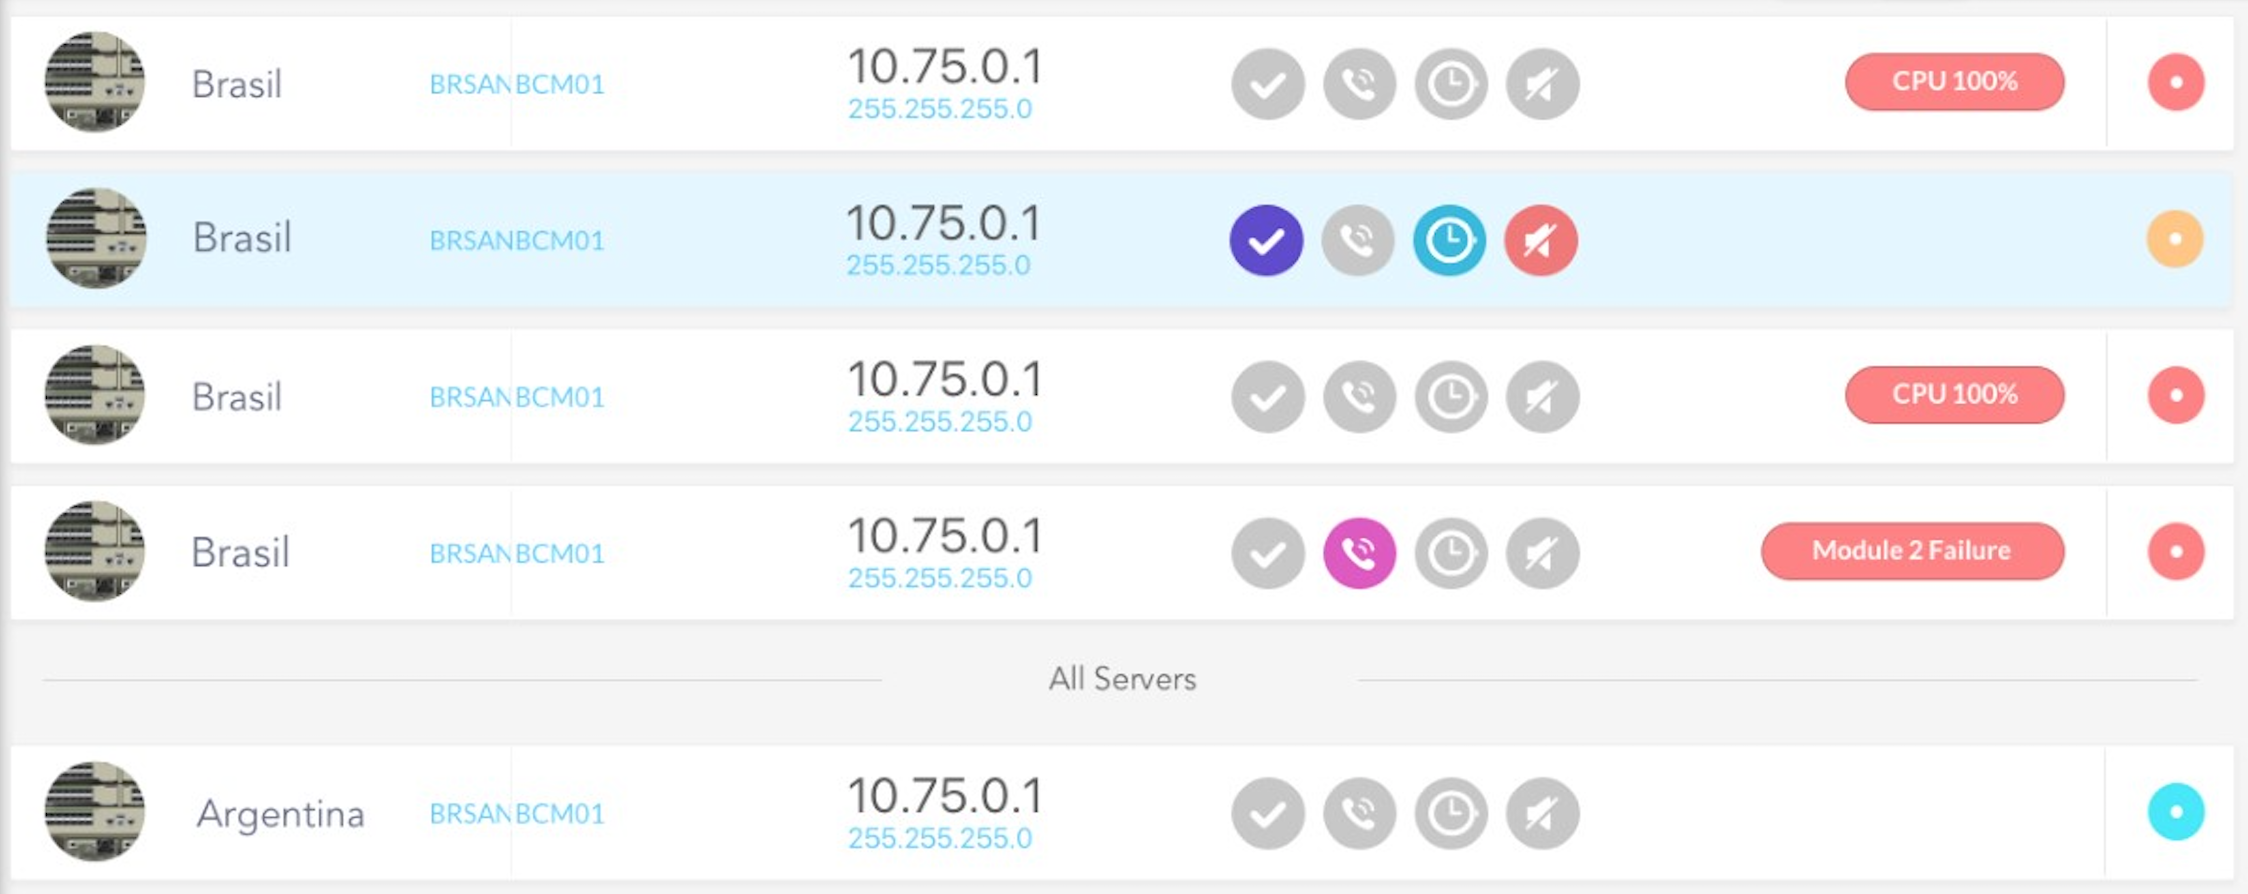 Brasil BRSANBCM01 10.75.0.1 CPU 100%
255.255.255.0
Brasil BRSANBCM01 10.75.0.1
255.255.255.0
Brasil BRSANBCM01 10.75.0.1 CPU 100%
255.255.255.0
Brasil BRSANBCM01 10.75.0.1 Module 2 Failure
255.255.255.0
All Servers
Argentina BRSANBCM01 10.75.0.1
255.255.255.0